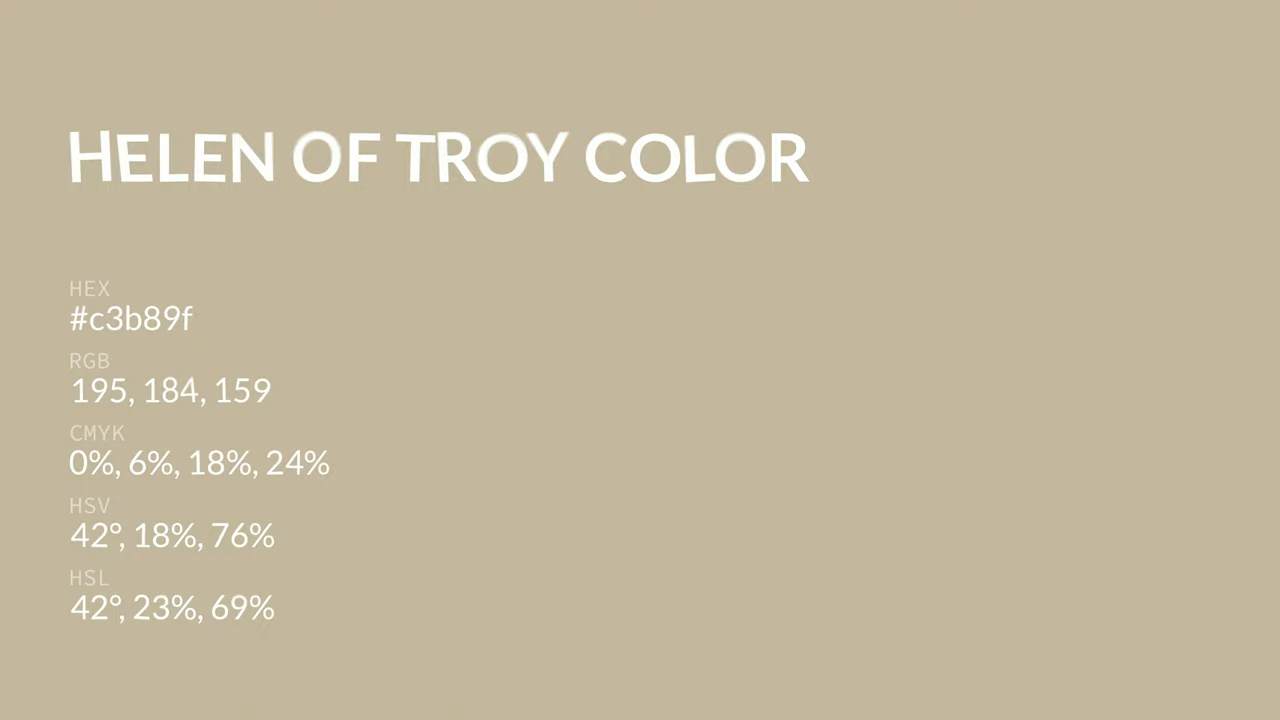 HELEN OF TROY COLOR
HEX
#c3b89f
RGB
195, 184, 159
CMYK
0%, 6%, 18%, 24%
HSV
42°, 18%, 76%
HSL
42°, 23%, 69%